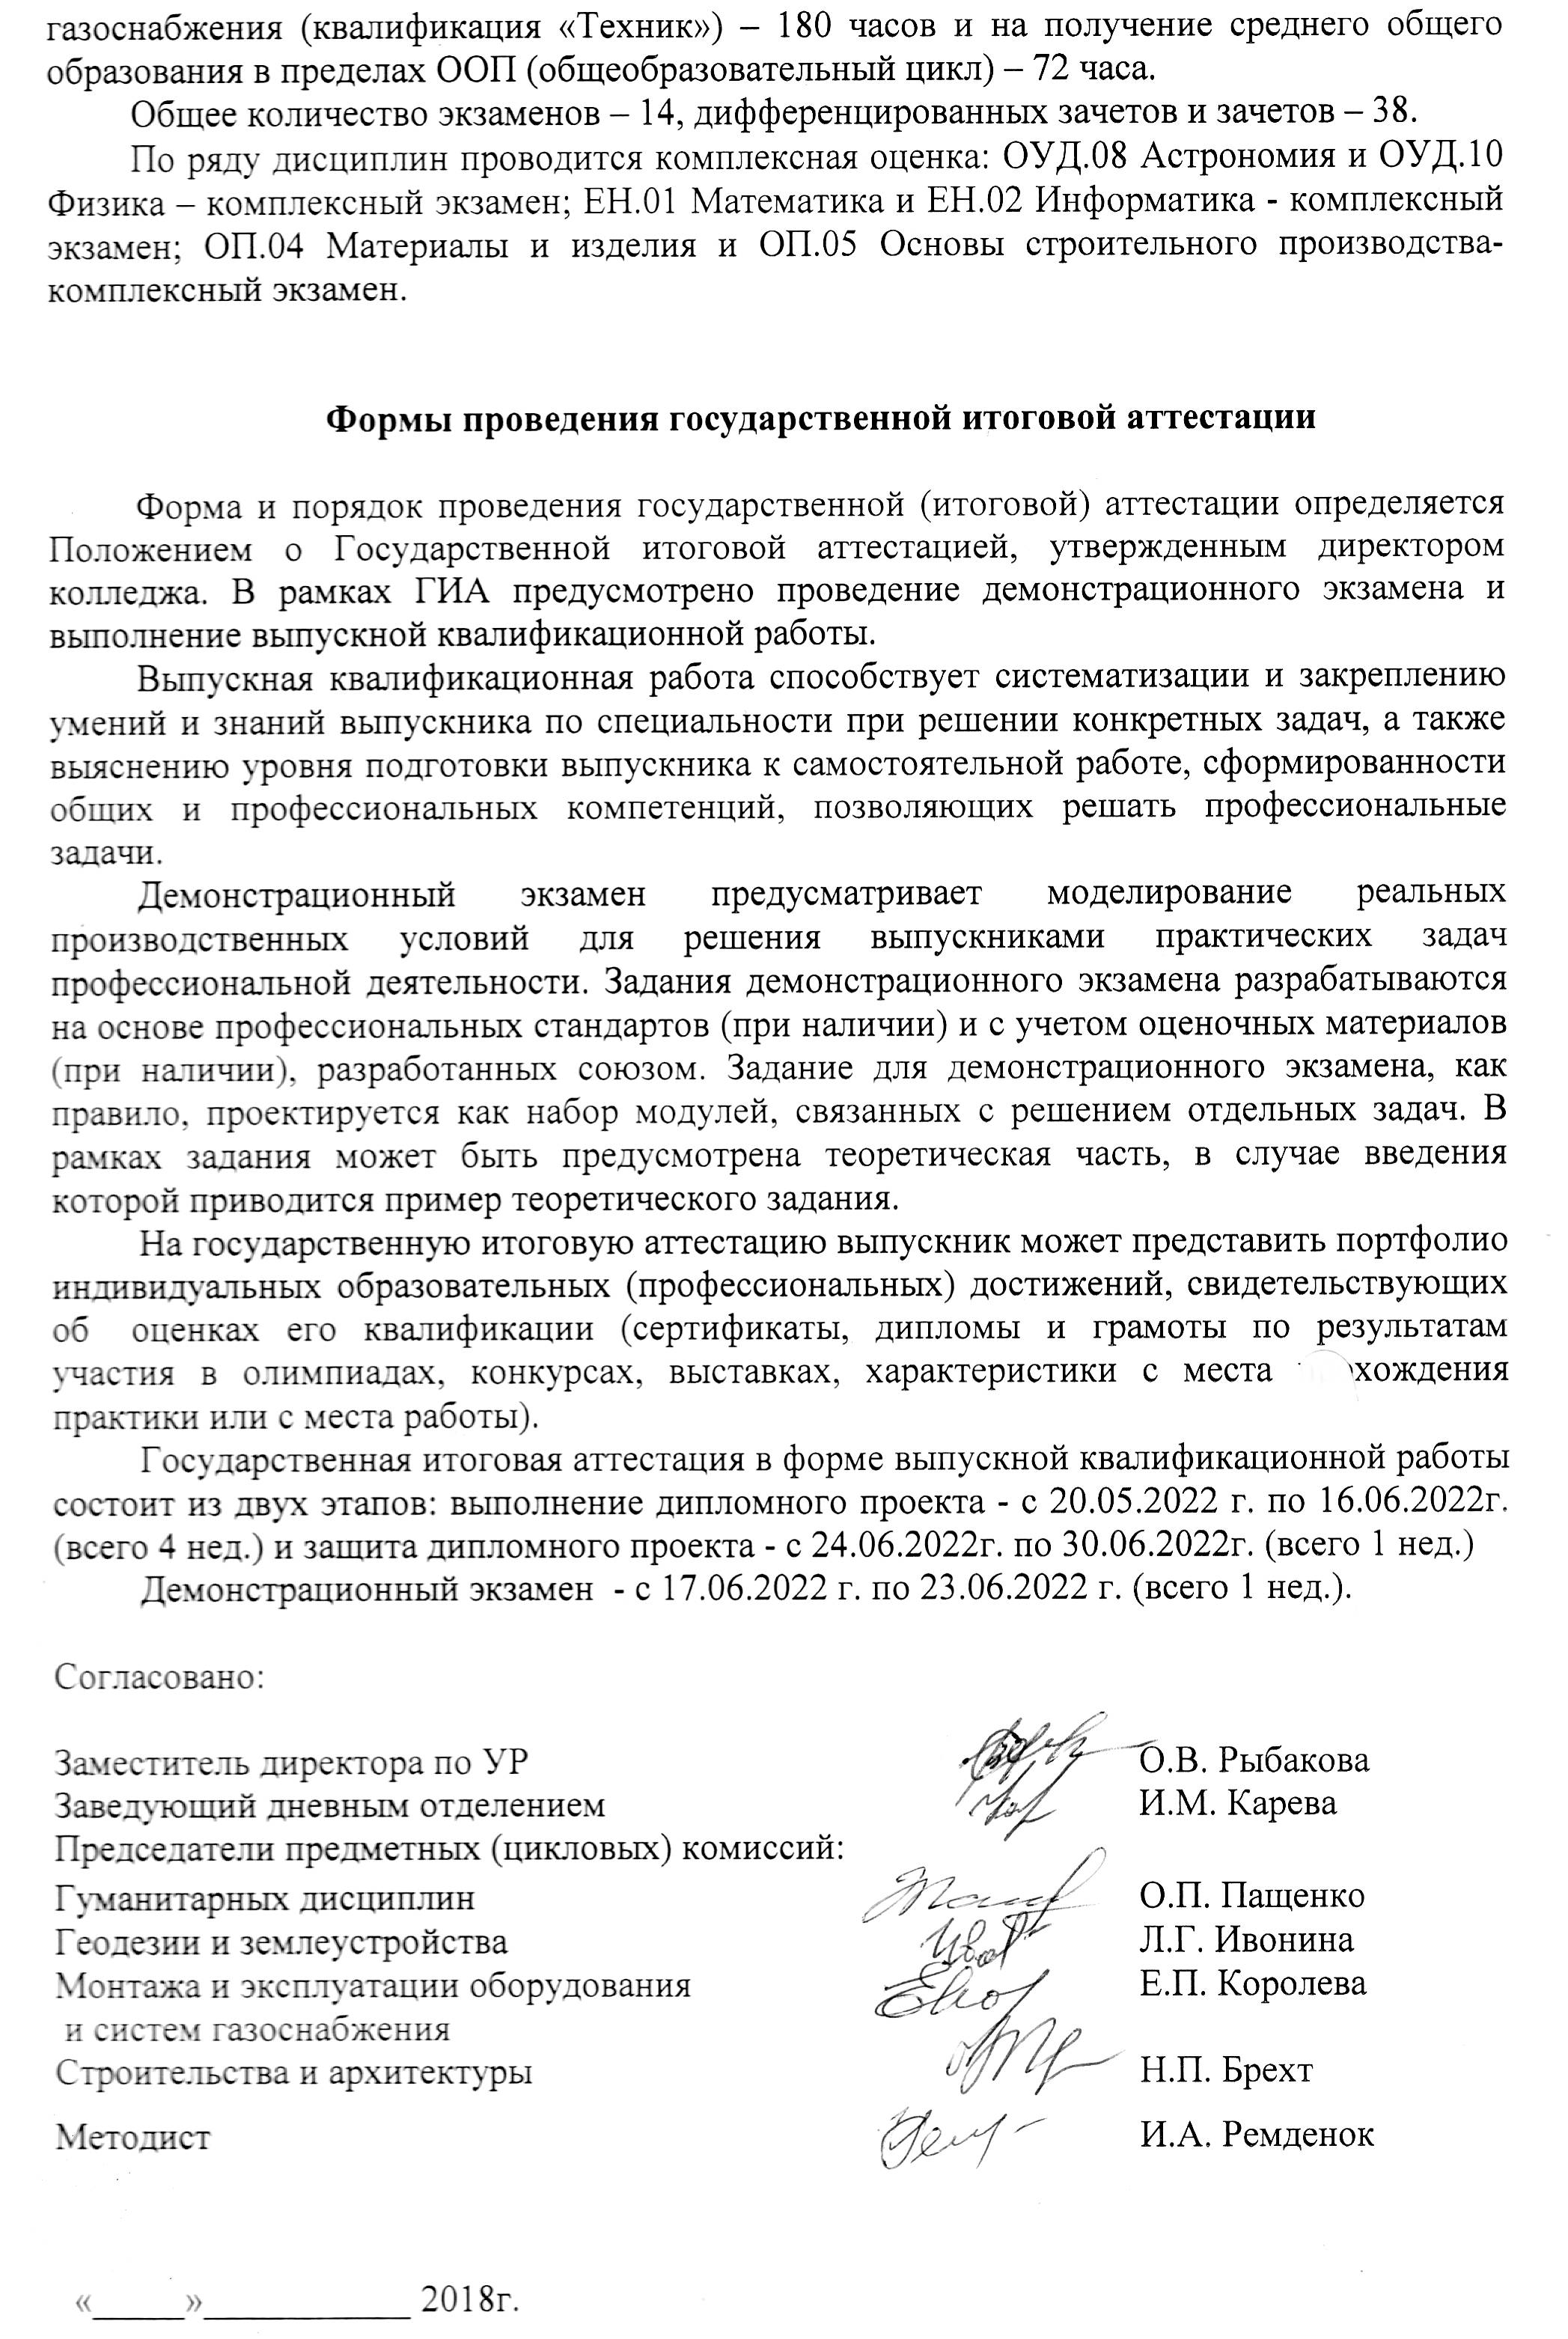 газоснабжения (квалификация «Техник») – 180 часов и на получение среднего общего
образования в пределах ООП (общеобразовательный цикл) – 72 часа.
Общее количество экзаменов – 14, дифференцированных зачетов и зачетов – 38.
По ряду дисциплин проводится комплексная оценка: ОУД.08 Астрономия и ОУД.10
Физика – комплексный экзамен; ЕН.01 Математика и ЕН.02 Информатика - комплексный
экзамен; ОП.04 Материалы и изделия и ОП.05 Основы строительного производства-
комплексный экзамен.
Формы проведения государственной итоговой аттестации
Форма и порядок проведения государственной (итоговой) аттестации определяется
Положением о Государственной итоговой аттестацией, утвержденным директором
колледжа. В рамках ГИА предусмотрено проведение демонстрационного экзамена и
выполнение выпускной квалификационной работы.
Выпускная квалификационная работа способствует систематизации и закреплению
умений и знаний выпускника по специальности при решении конкретных задач, а также
выяснению уровня подготовки выпускника к самостоятельной работе, сформированности
общих и профессиональных компетенций, позволяющих решать профессиональные
задачи.
Демонстрационный экзамен предусматривает моделирование реальных
производственных условий для решения выпускниками практических задач
профессиональной деятельности. Задания демонстрационного экзамена разрабатываются
на основе профессиональных стандартов (при наличии) и с учетом оценочных материалов
(при наличии), разработанных союзом. Задание для демонстрационного экзамена, как
правило, проектируется как набор модулей, связанных с решением отдельных задач. В
рамках задания может быть предусмотрена теоретическая часть, в случае введения
которой приводится пример теоретического задания.
На государственную итоговую аттестацию выпускник может представить портфолио
индивидуальных образовательных (профессиональных) достижений, свидетельствующих
об оценках его квалификации (сертификаты, дипломы и грамоты по результатам
участия в олимпиадах, конкурсах, выставках, характеристики с места хождения
практики или с места работы).
Государственная итоговая аттестация в форме выпускной квалификационной работы
состоит из двух этапов: выполнение дипломного проекта - с 20.05.2022 г. по 16.06.2022г.
(всего 4 нед.) и защита дипломного проекта - с 24.06.2022г. по 30.06.2022г. (всего 1 нед.)
Демонстрационный экзамен - с 17.06.2022 г. по 23.06.2022 г. (всего 1 нед.).
Согласовано:
Заместитель директора по УР О.В. Рыбакова
Заведующий дневным отделением И.М. Карева
Председатели предметных (цикловых) комиссий:
Гуманитарных дисциплин О.П. Пащенко
Геодезии и землеустройства Л.Г. Ивонина
Монтажа и эксплуатации оборудования Е.П. Королева
и систем газоснабжения
Строительства и архитектуры Н.П. Брехт
Методист И.А. Ремденок
«_____»___________ 2018г.